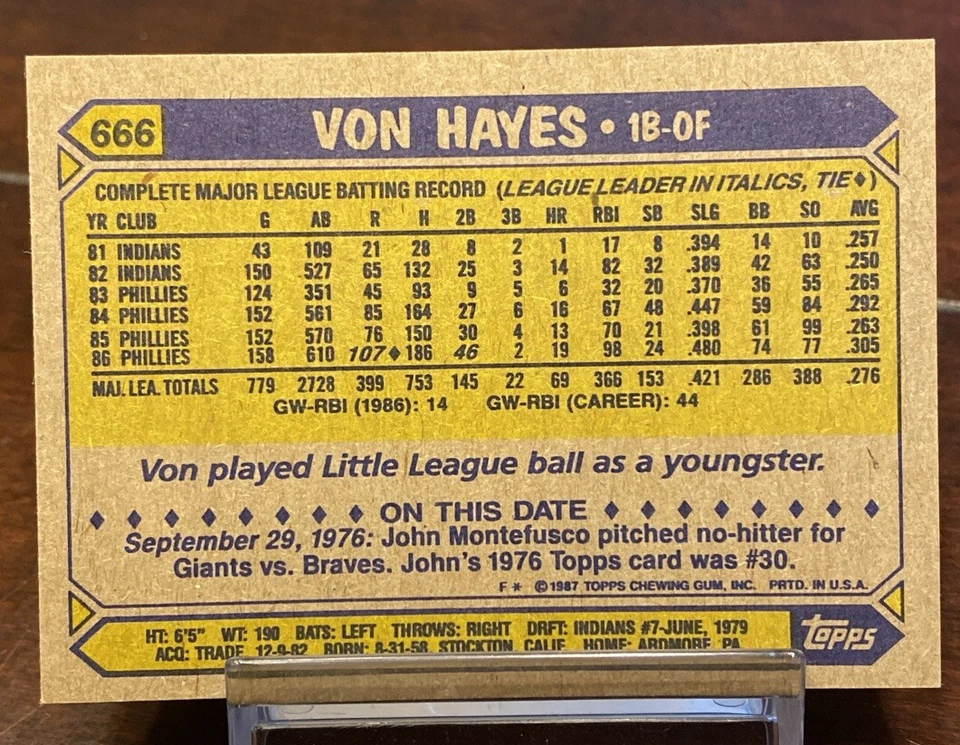 666 VON HAYES • 1B-OF
COMPLETE MAJOR LEAGUE BATTING RECORD (LEAGUE LEADER IN ITALICS, TIE♦)
YR CLUB G AB R H 2B 3B HR RBI SB SLG BB SO AVG
81 INDIANS 43 109 21 28 8 2 1 17 8 .394 14 10 .257
82 INDIANS 150 527 65 132 25 3 14 82 32 .389 42 63 .250
83 PHILLIES 124 351 45 93 9 5 6 32 20 .370 36 55 .265
84 PHILLIES 152 561 85 164 27 6 16 67 48 .447 59 84 .292
85 PHILLIES 152 570 76 150 30 4 13 70 21 .398 61 99 .263
86 PHILLIES 158 610 107♦ 186 46 2 19 98 24 .480 74 77 .305
MAJ. LEA. TOTALS 779 2728 399 753 145 22 69 366 153 .421 286 388 .276
GW-RBI (1986): 14 GW-RBI (CAREER): 44
Von played Little League ball as a youngster.
♦ ♦ ♦ ♦ ♦ ♦ ♦ ♦ ON THIS DATE ♦ ♦ ♦ ♦ ♦ ♦ ♦ ♦
September 29, 1976: John Montefusco pitched no-hitter for
Giants vs. Braves. John's 1976 Topps card was #30.
F * ©1987 TOPPS CHEWING GUM, INC. PRTD. IN U.S.A.
HT: 6'5" WT: 190 BATS: LEFT THROWS: RIGHT DRFT: INDIANS #7-JUNE, 1979
ACQ: TRADE, 12-9-82 BORN: 8-31-58, STOCKTON, CALIF. HOME: ARDMORE, PA.
topps